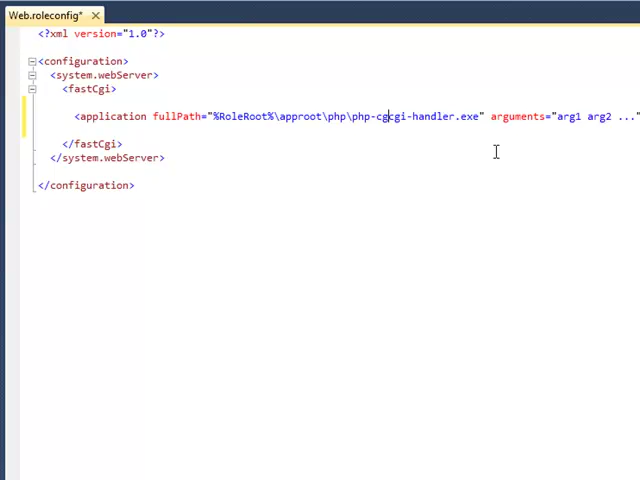 Web.roleconfig* ×
<?xml version="1.0"?>
<configuration>
<system.webServer>
<fastCgi>
<application fullPath="%RoleRoot%\approot\php\php-cgcgi-handler.exe" arguments="arg1 arg2 ..."
</fastCgi>
</system.webServer>
</configuration>